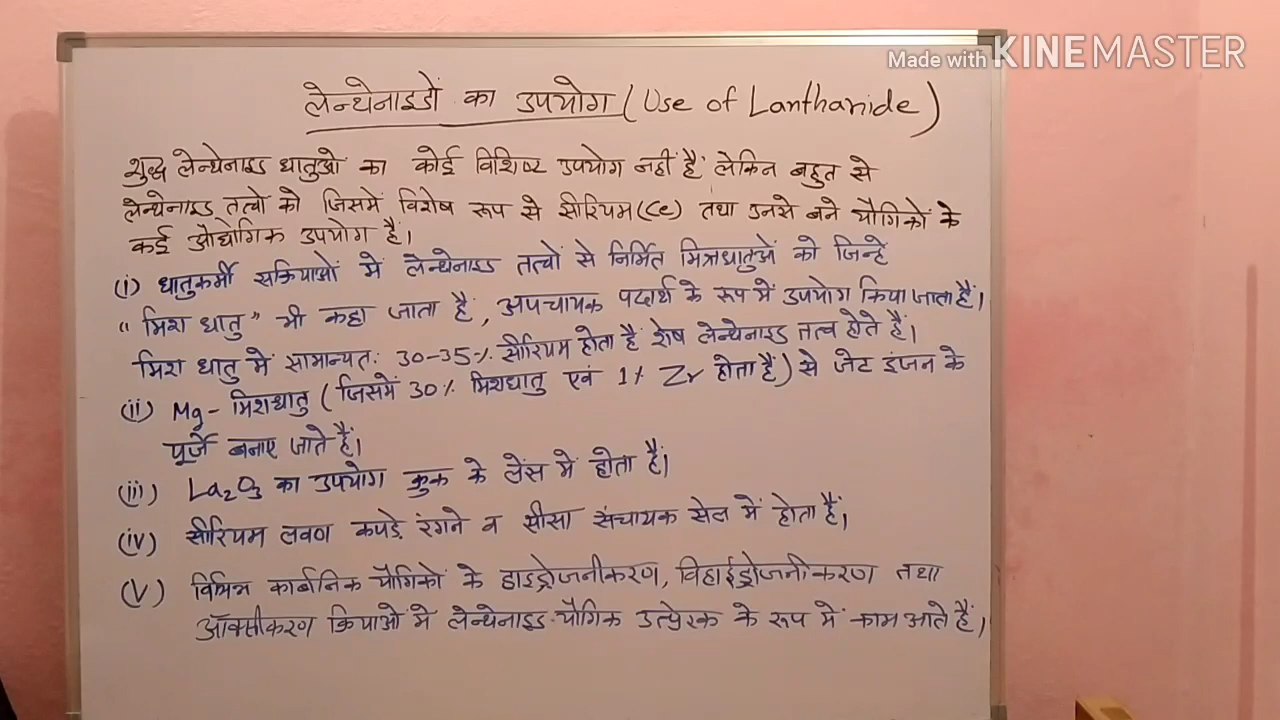 Made with KINEMASTER
लेन्थेनाइडों का उपयोग (Use of Lanthanide)
शुद्ध लेन्थेनाइड धातुओं का कोई विशिष्ट उपयोग नहीं है लेकिन बहुत से
लेन्थेनाइड तत्वों को जिसमें विशेष रूप से सीरियम(Ce) तथा उनसे बने यौगिकों के
कई औद्योगिक उपयोग हैं।
(i) धातुकर्मी सक्रियाओं में लेन्थेनाइड तत्वों से निर्मित मिश्रधातुओं को जिन्हे
"मिश धातु" भी कहा जाता है, अपचायक पदार्थ के रूप में उपयोग किया जाता है।
मिश धातु में सामान्यत: 30-35% सीरियम होता है शेष लेन्थेनाइड तत्व होते हैं।
(ii) Mg- मिशधातु (जिसमें 30% मिशधातु एवं 1% Zr होता है) से जेट इंजन के
पूर्जे बनाए जाते हैं।
(iii) La₂O₃ का उपयोग क्रुक के लेंस में होता है।
(iv) सीरियम लवण कपड़े रंगने व सीसा संचायक सेल में होता है।
(V) विभिन्न कार्बनिक यौगिकों के हाइड्रोजनीकरण, विहाईड्रोजनीकरण तथा
ऑक्सीकरण क्रियाओं में लेन्थेनाइड यौगिक उत्प्रेरक के रूप में काम आते हैं।